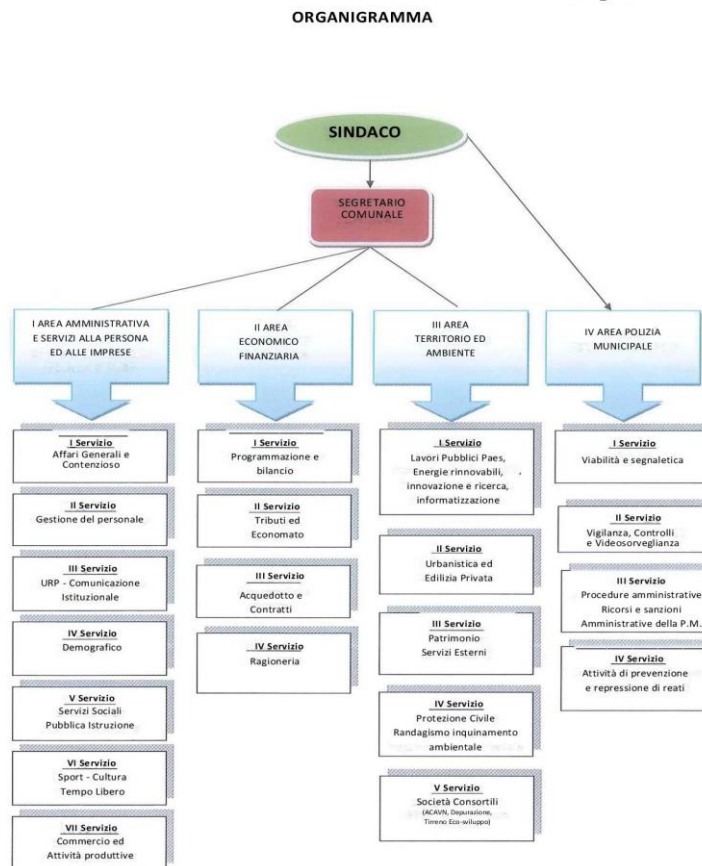 ORGANIGRAMMA
SINDACO
SEGRETARIO
COMUNALE
I AREA AMMINISTRATIVA
E SERVIZI ALLA PERSONA
ED ALLE IMPRESE
II AREA
ECONOMICO
FINANZIARIA
III AREA
TERRITORIO ED
AMBIENTE
IV AREA POLIZIA
MUNICIPALE
I Servizio
Affari Generali e
Contenzioso
II Servizio
Gestione del personale
III Servizio
URP - Comunicazione
Istituzionale
IV Servizio
Demografico
V Servizio
Servizi Sociali
Pubblica Istruzione
VI Servizio
Sport - Cultura
Tempo Libero
VII Servizio
Commercio ed
Attività produttive
I Servizio
Programmazione e
bilancio
II Servizio
Tributi ed
Economato
III Servizio
Acquedotto e
Contratti
IV Servizio
Ragioneria
I.Servizio
Lavori Pubblici Paes,
Energie rinnovabili,
innovazione e ricerca,
informatizzazione
II Servizio
Urbanistica ed
Edilizia Privata
III Servizio
Patrimonio
Servizi Esterni
IV Servizio
Protezione Civile
Randagismo inquinamento
ambientale
V Servizio
Società Consortili
(ACAVN, Depurazione,
Tirreno Eco-sviluppo)
I Servizio
Viabilità e segnaletica
II Servizio
Vigilanza, Controlli
e Videosorveglianza
III Servizio
Procedure amministrative
Ricorsi e sanzioni
Amministrative della P.M.
IV Servizio
Attività di prevenzione
e repressione di reati